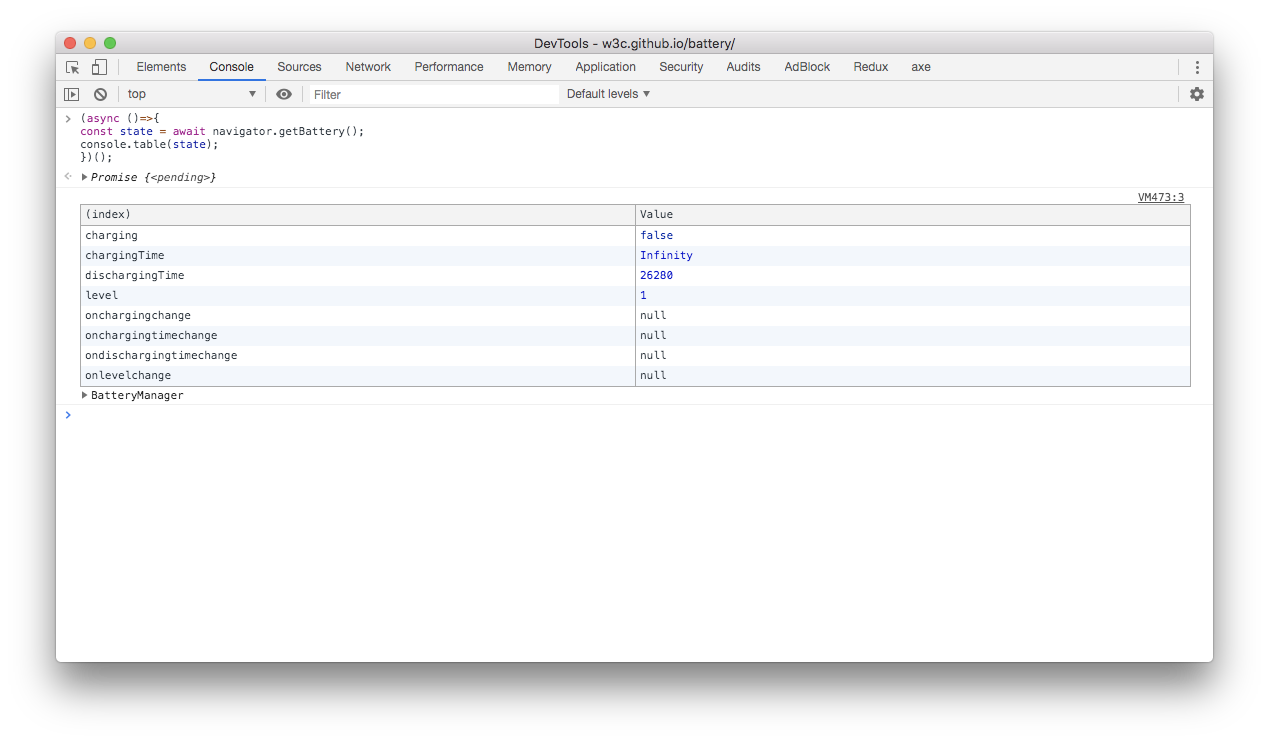 DevTools - w3c.github.io/battery/
Elements Console Sources Network Performance Memory Application Security Audits AdBlock Redux axe
top Filter Default levels
(async ()=>{
const state = await navigator.getBattery();
console.table(state);
})();
Promise {<pending>}
VM473:3
(index) Value
charging false
chargingTime Infinity
dischargingTime 26280
level 1
onchargingchange null
onchargingtimechange null
ondischargingtimechange null
onlevelchange null
BatteryManager